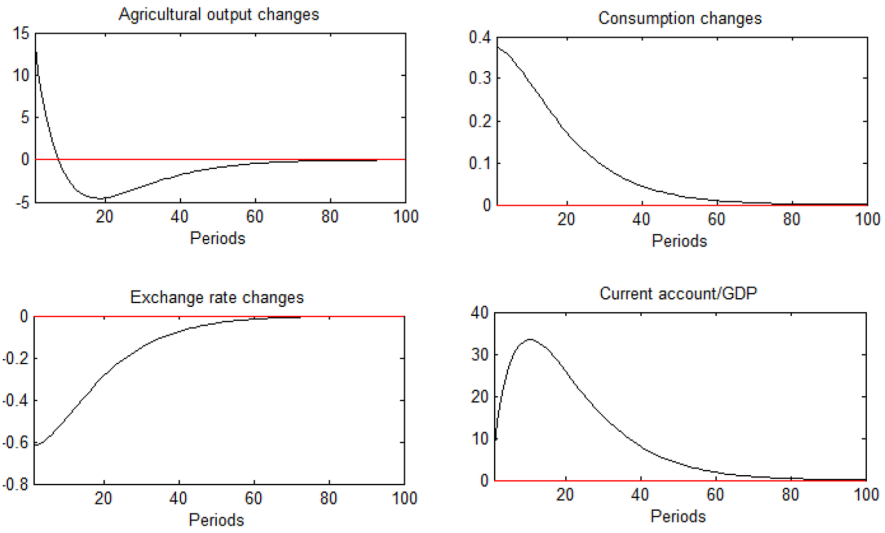 Agricultural output changes
15
10
5
0
-5
20 40 60 80 100
Periods
Consumption changes
0.4
0.3
0.2
0.1
0
20 40 60 80 100
Periods
Exchange rate changes
0
-0.2
-0.4
-0.6
-0.8
20 40 60 80 100
Periods
Current account/GDP
40
30
20
10
0
20 40 60 80 100
Periods